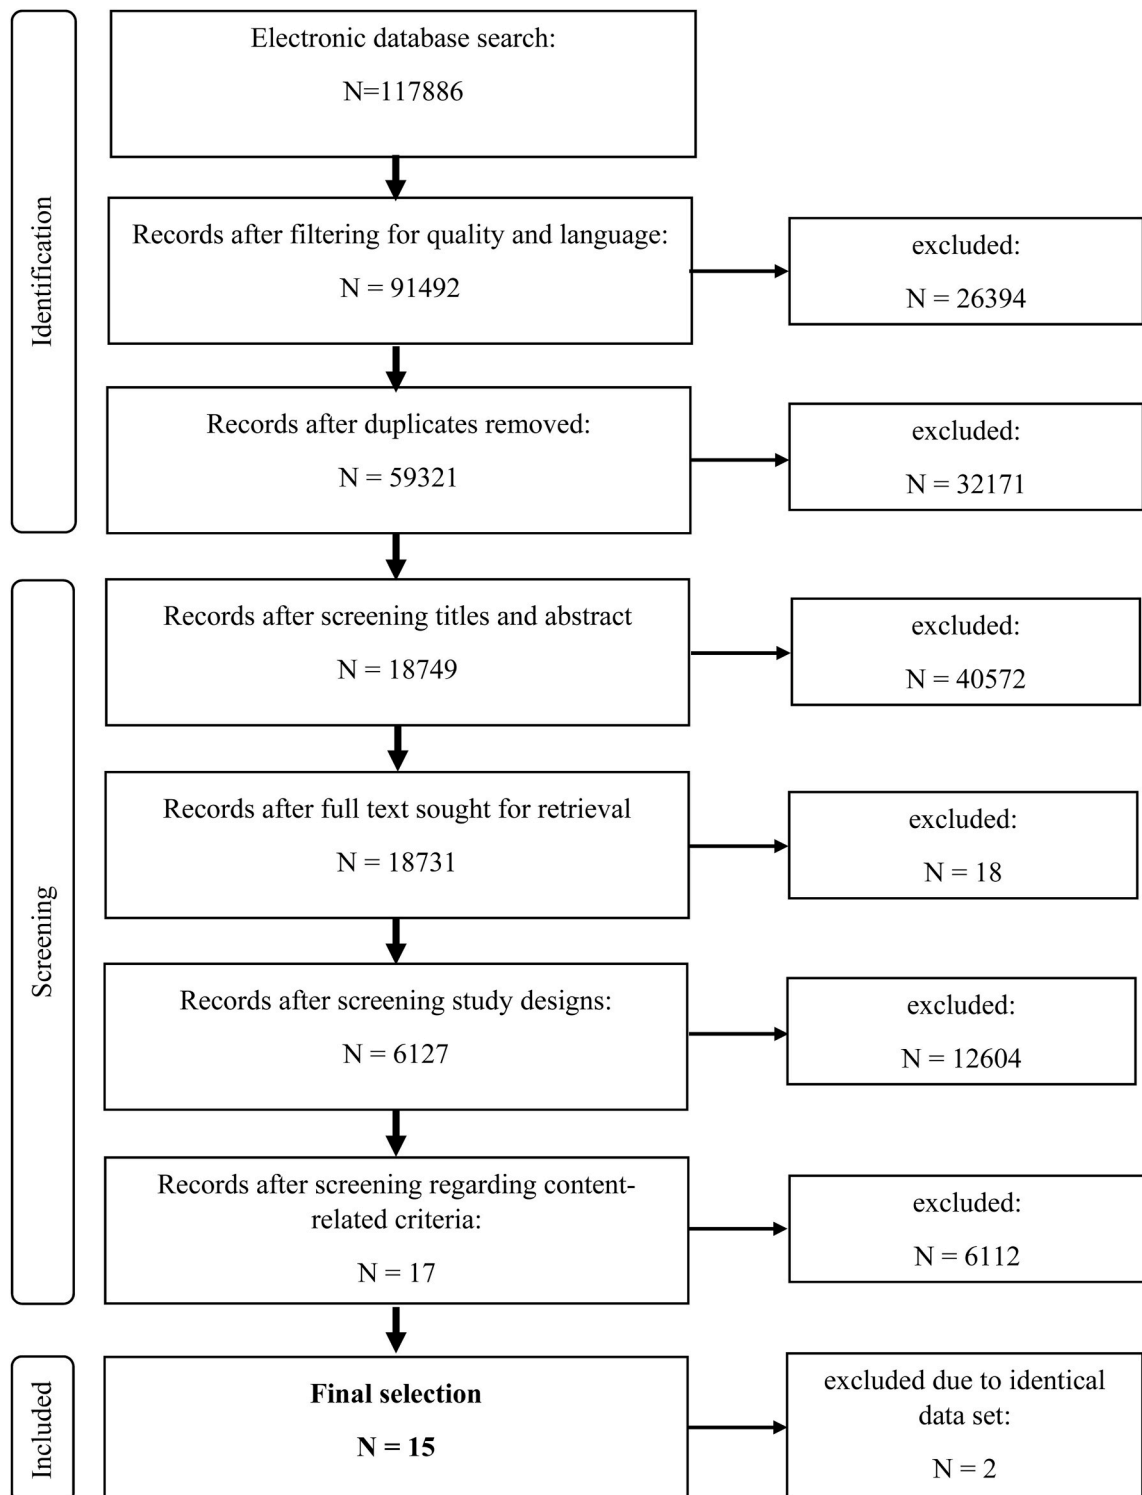 Identification
Electronic database search:
N=117886
Records after filtering for quality and language:
N = 91492
excluded:
N = 26394
Records after duplicates removed:
N = 59321
excluded:
N = 32171
Screening
Records after screening titles and abstract
N = 18749
excluded:
N = 40572
Records after full text sought for retrieval
N = 18731
excluded:
N = 18
Records after screening study designs:
N = 6127
excluded:
N = 12604
Records after screening regarding content-
related criteria:
N = 17
excluded:
N = 6112
Included
Final selection
N = 15
excluded due to identical
data set:
N = 2